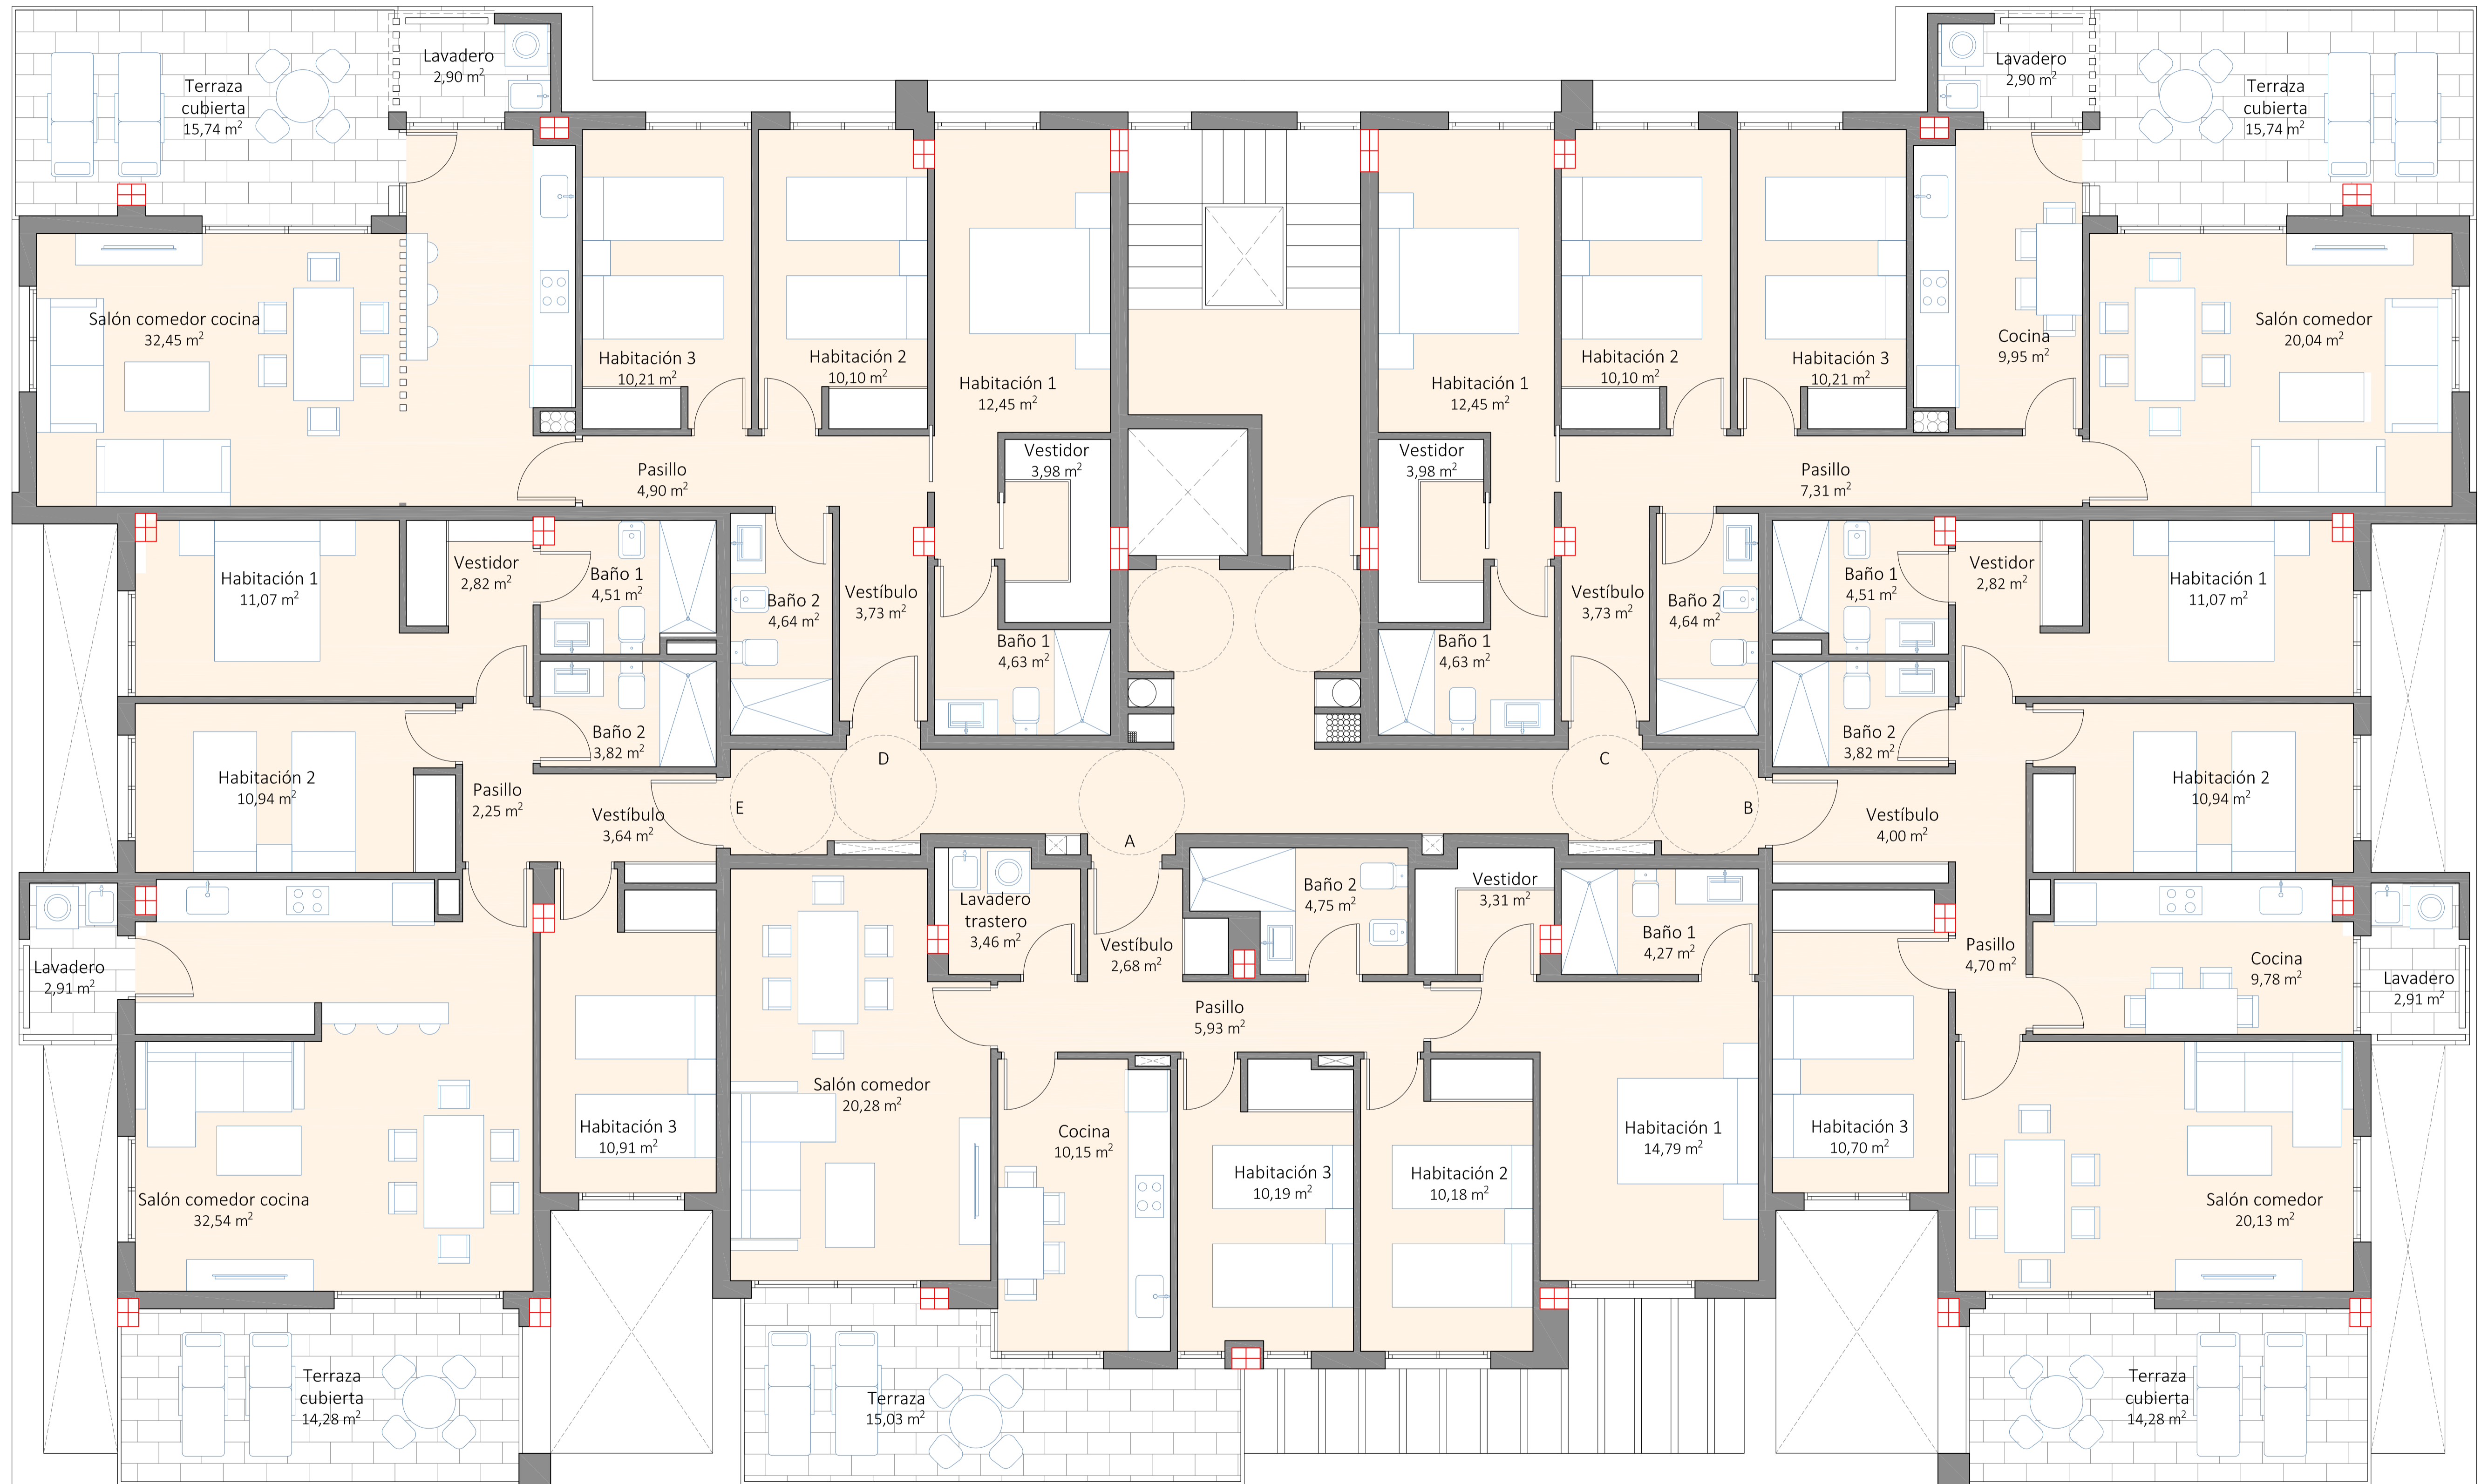 Terraza
cubierta
15,74 m²
Lavadero
2,90 m²
Lavadero
2,90 m²
Terraza
cubierta
15,74 m²
Salón comedor cocina
32,45 m²
Habitación 3
10,21 m²
Habitación 2
10,10 m²
Habitación 1
12,45 m²
Habitación 1
12,45 m²
Habitación 2
10,10 m²
Habitación 3
10,21 m²
Cocina
9,95 m²
Salón comedor
20,04 m²
Pasillo
4,90 m²
Vestidor
3,98 m²
Vestidor
3,98 m²
Pasillo
7,31 m²
Habitación 1
11,07 m²
Vestidor
2,82 m²
Baño 1
4,51 m²
Baño 2
4,64 m²
Vestíbulo
3,73 m²
Baño 1
4,63 m²
Baño 1
4,63 m²
Vestíbulo
3,73 m²
Baño 2
4,64 m²
Baño 1
4,51 m²
Vestidor
2,82 m²
Habitación 1
11,07 m²
Baño 2
3,82 m²
Baño 2
3,82 m²
Habitación 2
10,94 m²
Pasillo
2,25 m²
Vestíbulo
3,64 m²
E
D
A
C
B
Vestíbulo
4,00 m²
Habitación 2
10,94 m²
Lavadero
2,91 m²
Lavadero
trastero
3,46 m²
Vestíbulo
2,68 m²
Baño 2
4,75 m²
Vestidor
3,31 m²
Baño 1
4,27 m²
Pasillo
4,70 m²
Cocina
9,78 m²
Lavadero
2,91 m²
Pasillo
5,93 m²
Salón comedor cocina
32,54 m²
Habitación 3
10,91 m²
Salón comedor
20,28 m²
Cocina
10,15 m²
Habitación 3
10,19 m²
Habitación 2
10,18 m²
Habitación 1
14,79 m²
Habitación 3
10,70 m²
Salón comedor
20,13 m²
Terraza
cubierta
14,28 m²
Terraza
15,03 m²
Terraza
cubierta
14,28 m²